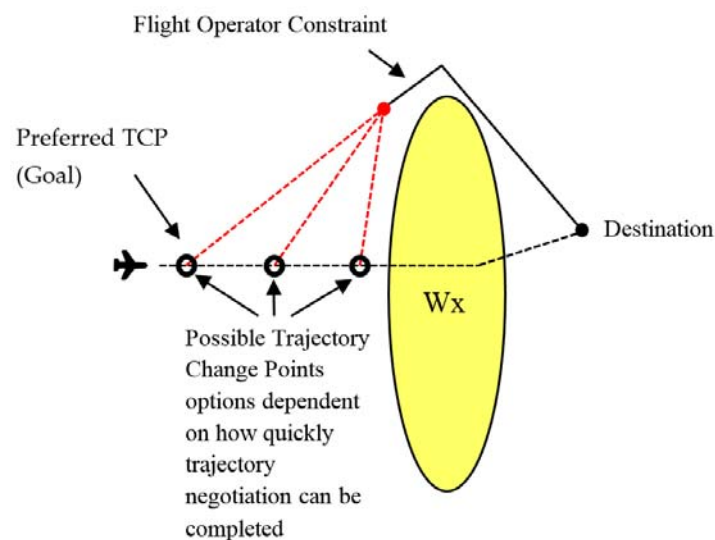 Flight Operator Constraint
Preferred TCP
(Goal)
Destination
Wx
Possible Trajectory
Change Points
options dependent
on how quickly
trajectory
negotiation can be
completed